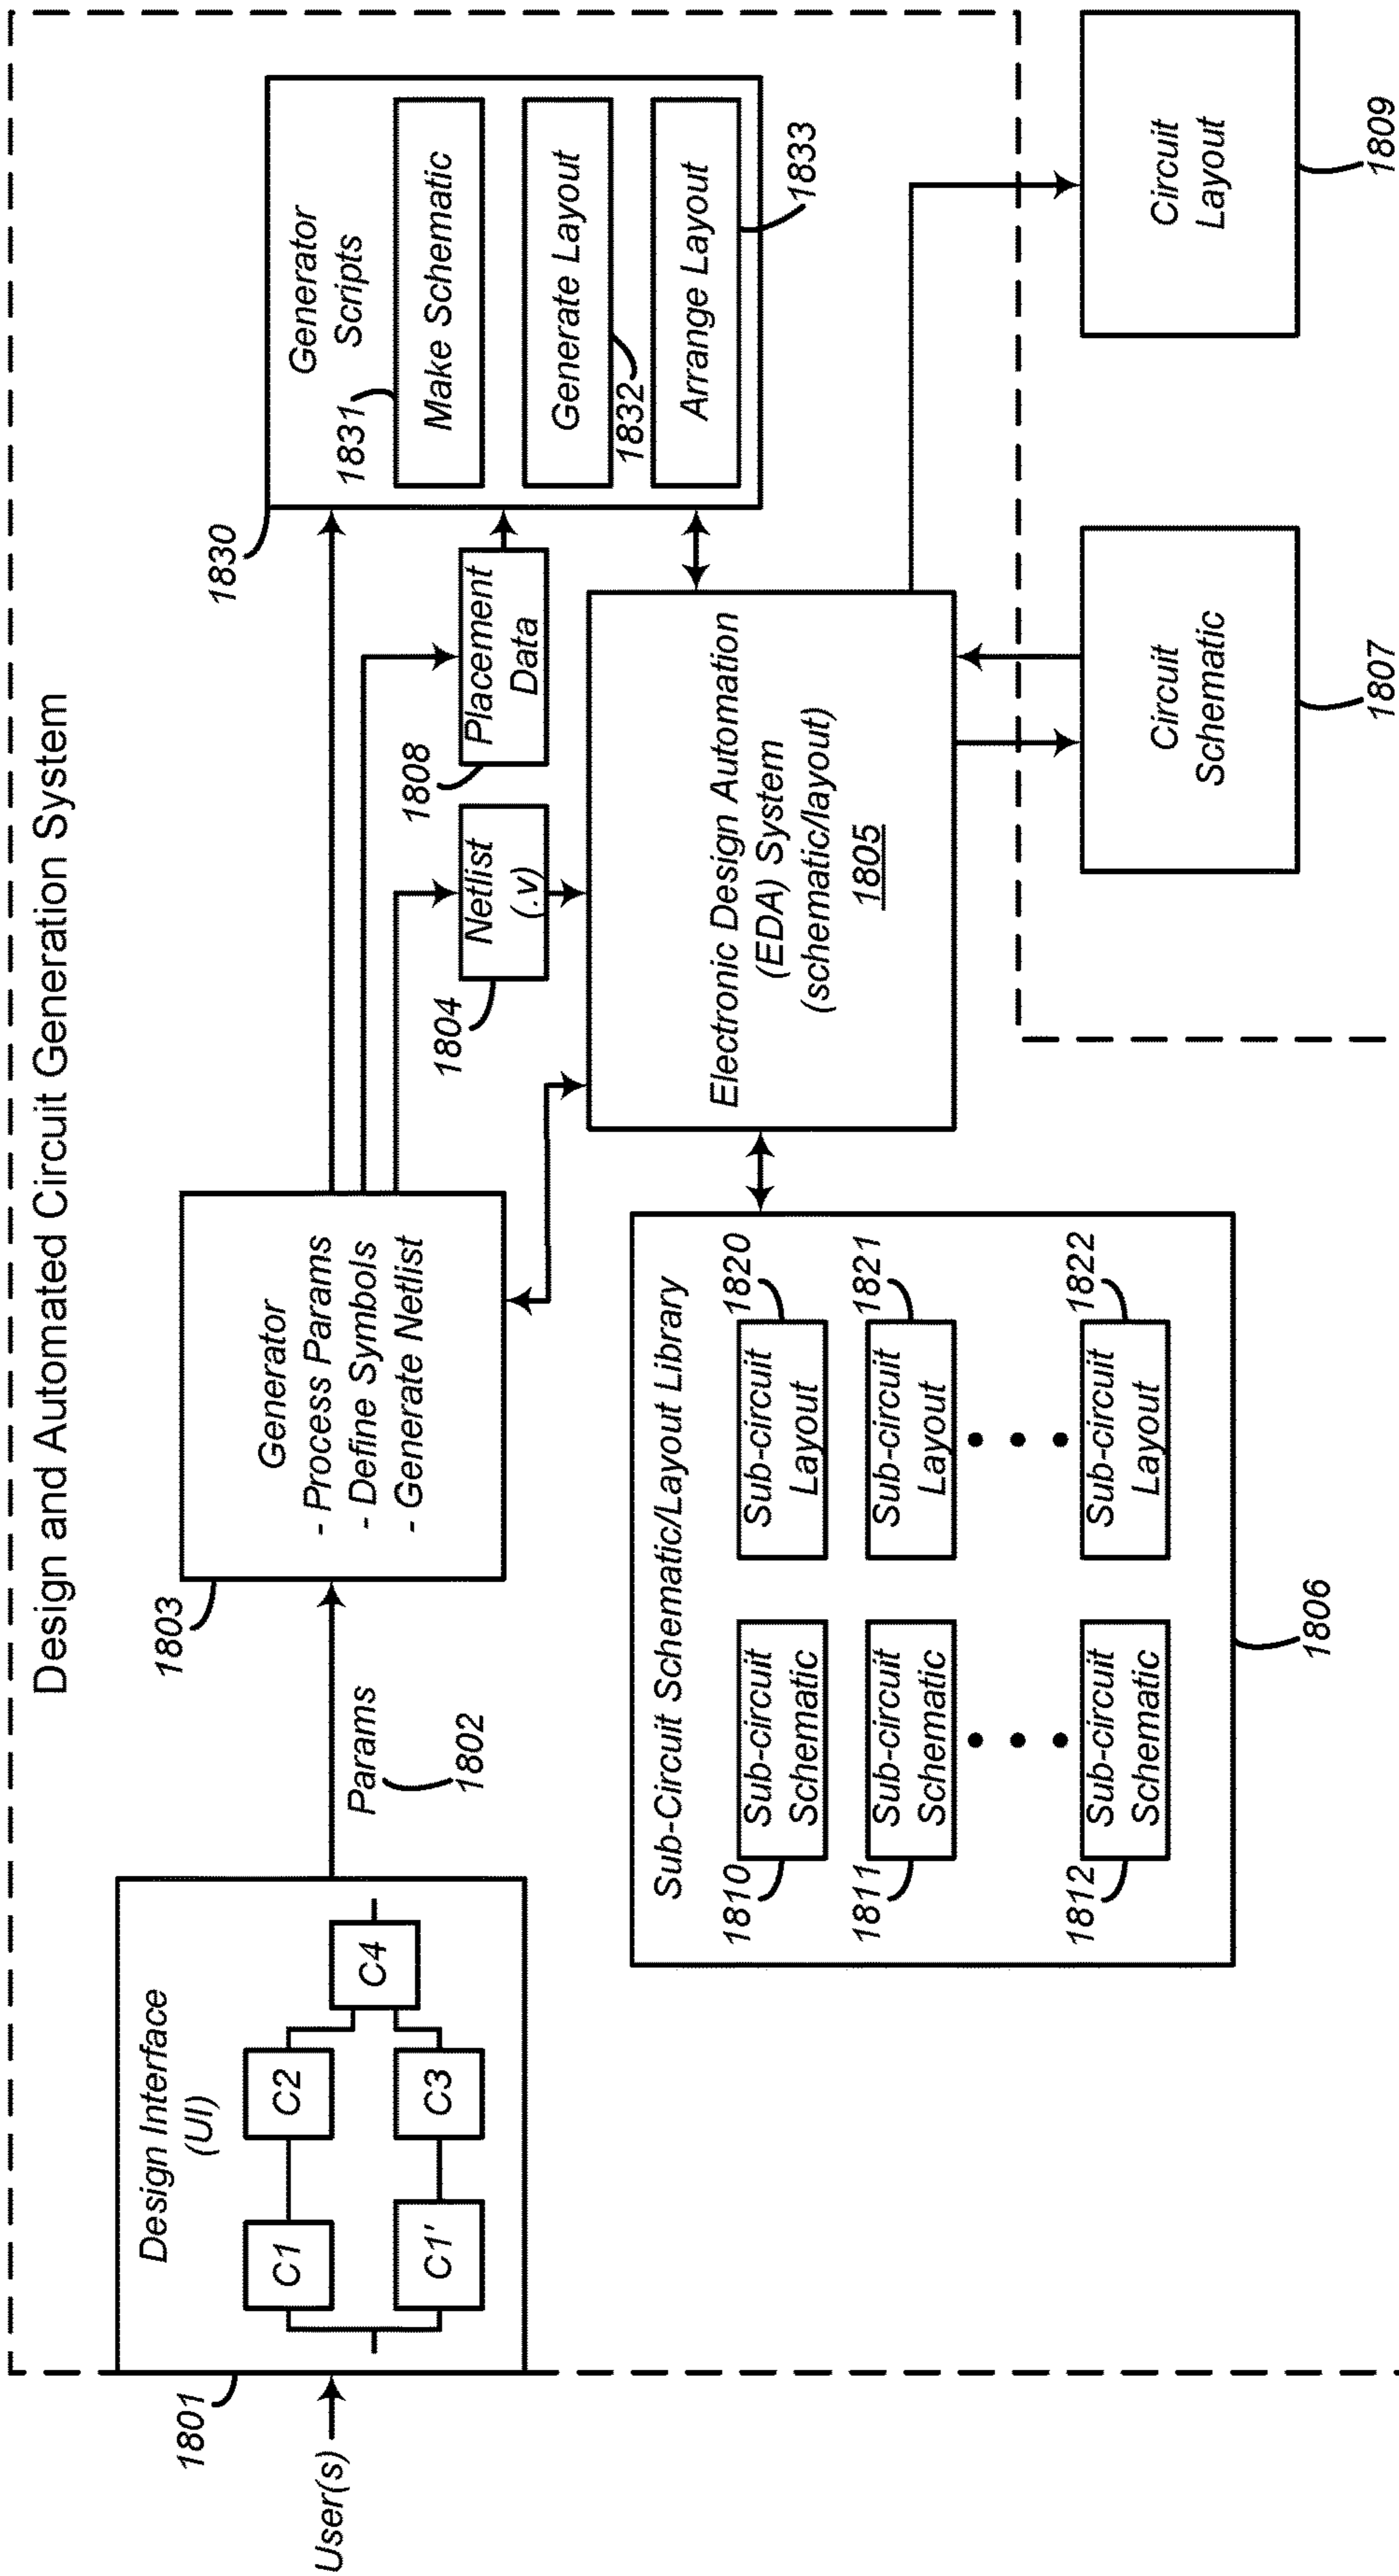 Design and Automated Circuit Generation System
User(s)
1801
Design Interface
(UI)
C1
C2
C1'
C3
C4
Params
1802
1803
Generator
- Process Params
- Define Symbols
- Generate Netlist
1804
Netlist
(.v)
1808
Placement
Data
1830
Generator
Scripts
1831
Make Schematic
Generate Layout
1832
Arrange Layout
1833
Sub-Circuit Schematic/Layout Library
1810
Sub-circuit
Schematic
Sub-circuit
Layout
1820
1811
Sub-circuit
Schematic
Sub-circuit
Layout
1821
1812
Sub-circuit
Schematic
Sub-circuit
Layout
1822
1806
Electronic Design Automation
(EDA) System
(schematic/layout)
1805
Circuit
Schematic
1807
Circuit
Layout
1809